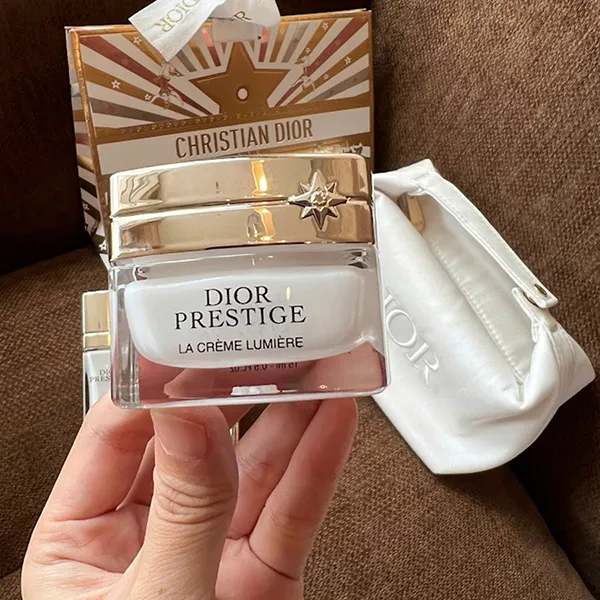 DIOR
CHRISTIAN DIOR
DIOR
PRESTIGE
LA CRÈME LUMIÈRE
DIOR